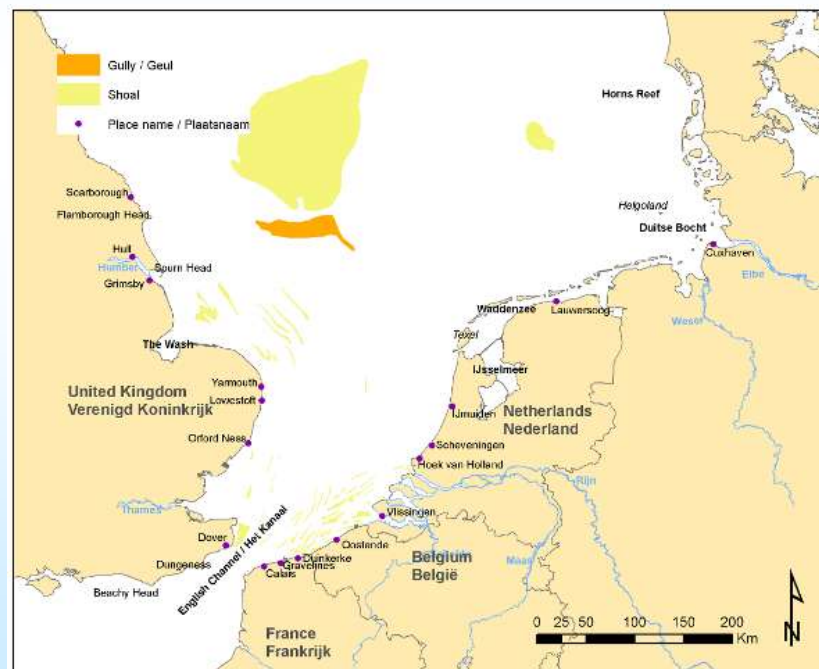 Gully / Geul
Shoal
Place name / Plaatsnaam
Horns Reef
Scarborough
Flamborough Head
Helgoland
Duitse Bocht
Hull
Cuxhaven
Humber
Spurn Head
Elbe
Grimsby
Waddenzee
Lauwersoog
Weser
Texel
The Wash
IJsselmeer
Yarmouth
United Kingdom
Verenigd Koninkrijk
Lowestoft
IJmuiden
Netherlands
Nederland
Orford Ness
Scheveningen
Hoek van Holland
Rijn
Thames
Vlissingen
English Channel / Het Kanaal
Dover
Oostende
Dungeness
Duinkerke
Gravelines
Calais
Belgium
België
Maas
Beachy Head
France
Frankrijk
0 25 50 100 150 200
Km
N